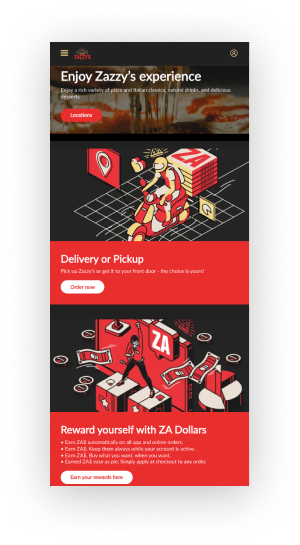 ZAZZY'S
Enjoy Zazzy's experience
Enjoy a rich variety of pizza and Italian classics, natural drinks, and delicious
desserts
Locations
ZA
Delivery or Pickup
Pick up Zazzy's or get it to your front door - the choice is yours!
Order now
ZA
Reward yourself with ZA Dollars
• Earn ZA$ automatically on all app and online orders.
• Earn ZA$. Keep them always while your account is active.
• Earn ZA$. Buy what you want, when you want.
• Earned ZA$ easy as pie. Simply apply at checkout to any order.
Earn your rewards here